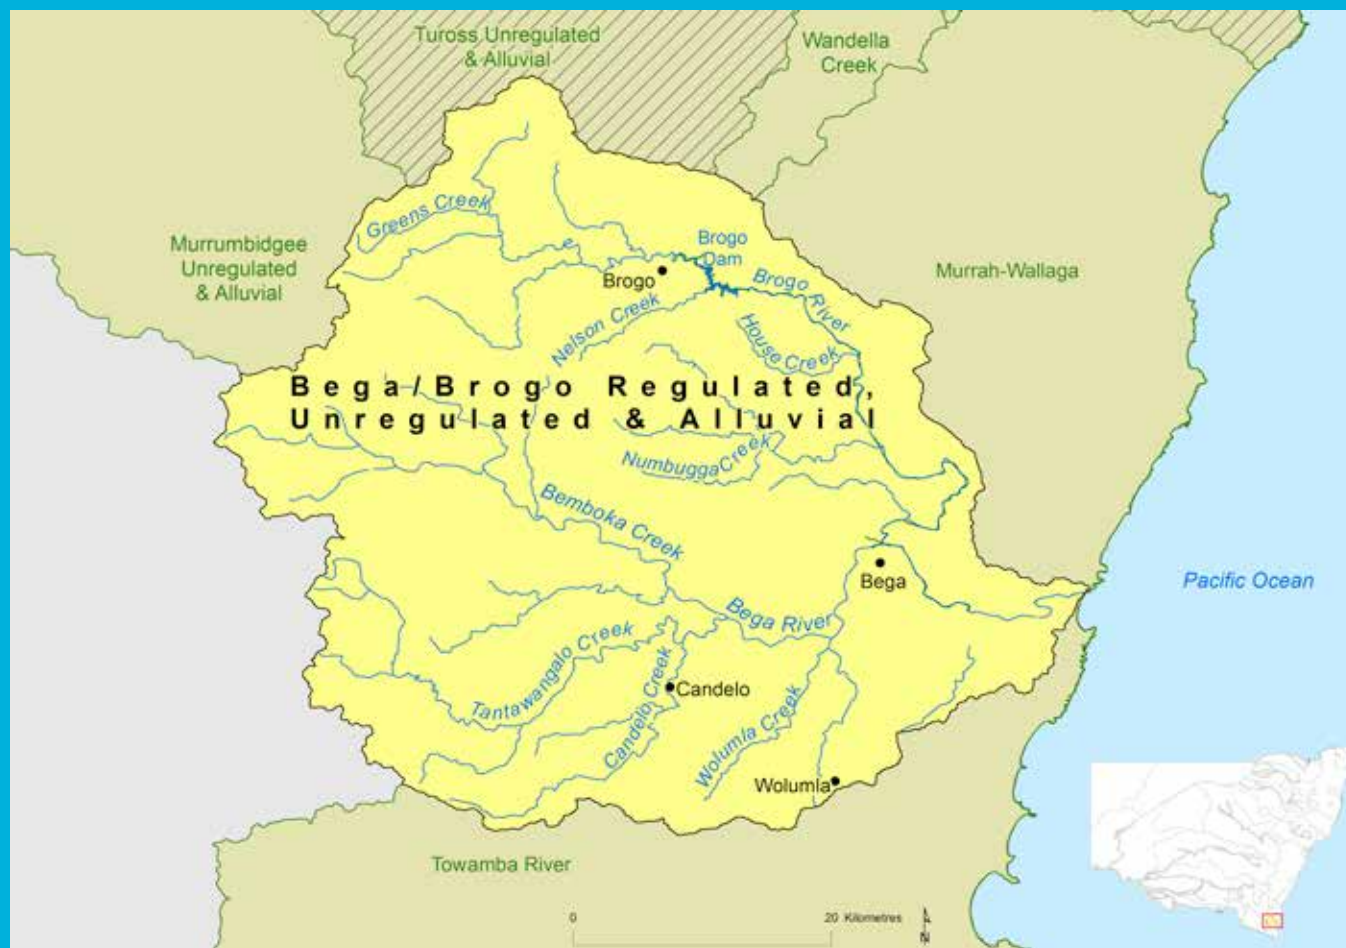 Tuross Unregulated
& Alluvial
Wandella
Creek
Greens Creek
Murrumbidgee
Unregulated
& Alluvial
Brogo
Dam
Murrah-Wallaga
Brogo
Brogo River
Nelson Creek
House Creek
Bega/Brogo Regulated,
Unregulated & Alluvial
Numbugga Creek
Bemboka Creek
Bega
Pacific Ocean
Bega River
Tantawangalo Creek
Candelo Creek
Candelo
Wolumla Creek
Wolumla
Towamba River
0
20 Kilometres
N